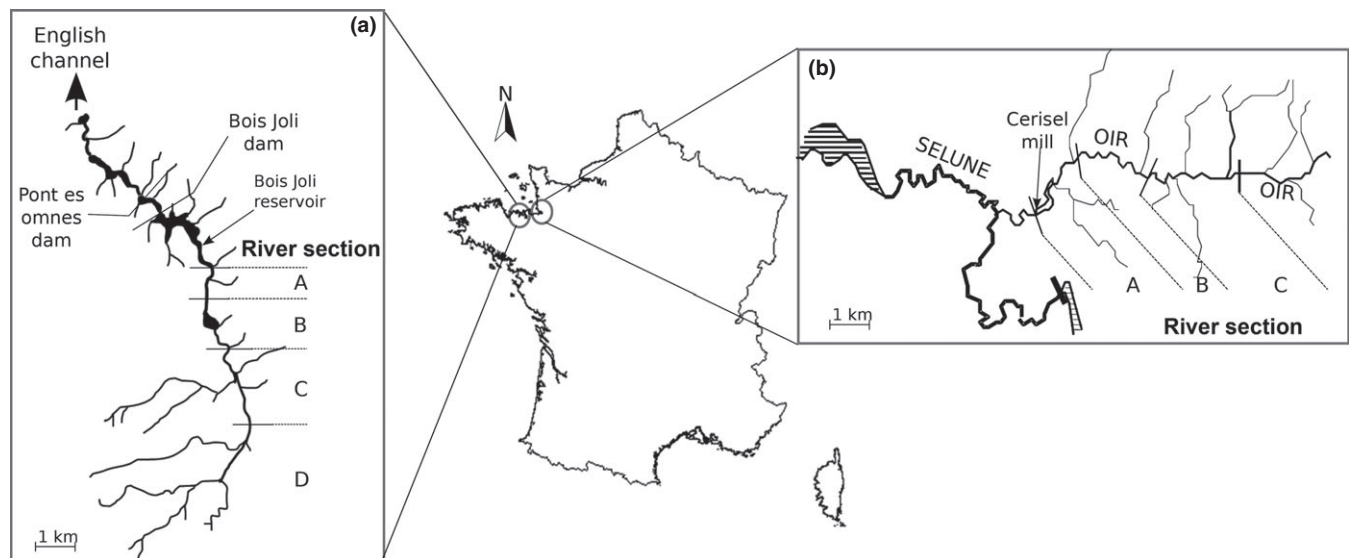 (a)
English
channel
Bois Joli
dam
Pont es
omnes
dam
Bois Joli
reservoir
River section
A
B
C
D
1 km
N
(b)
Cerisel
mill
SELUNE
OIR
OIR
A
B
C
1 km
River section